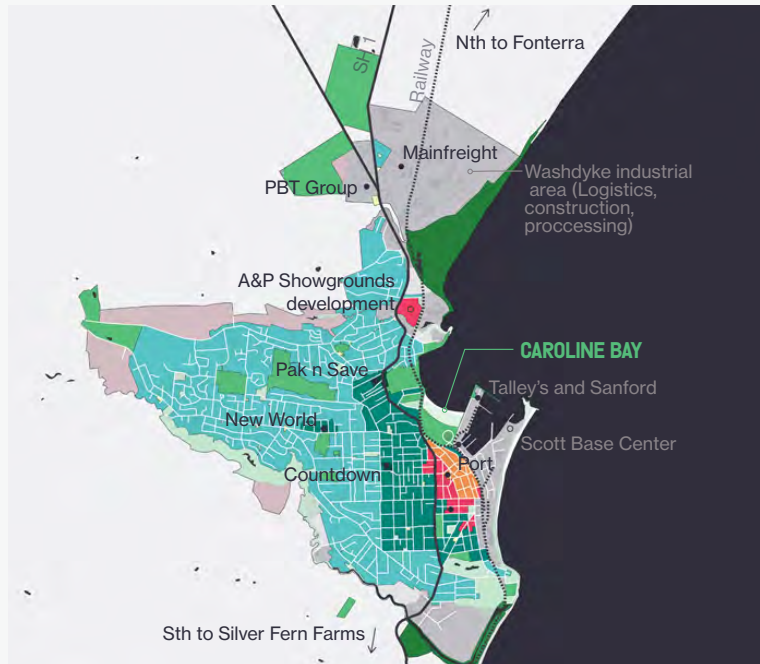 Nth to Fonterra
SH 1
Railway
Mainfreight
PBT Group
Washdyke industrial
area (Logistics,
construction,
proccessing)
A&P Showgrounds
development
CAROLINE BAY
Pak n Save
Talley's and Sanford
New World
Scott Base Center
Port
Countdown
Sth to Silver Fern Farms